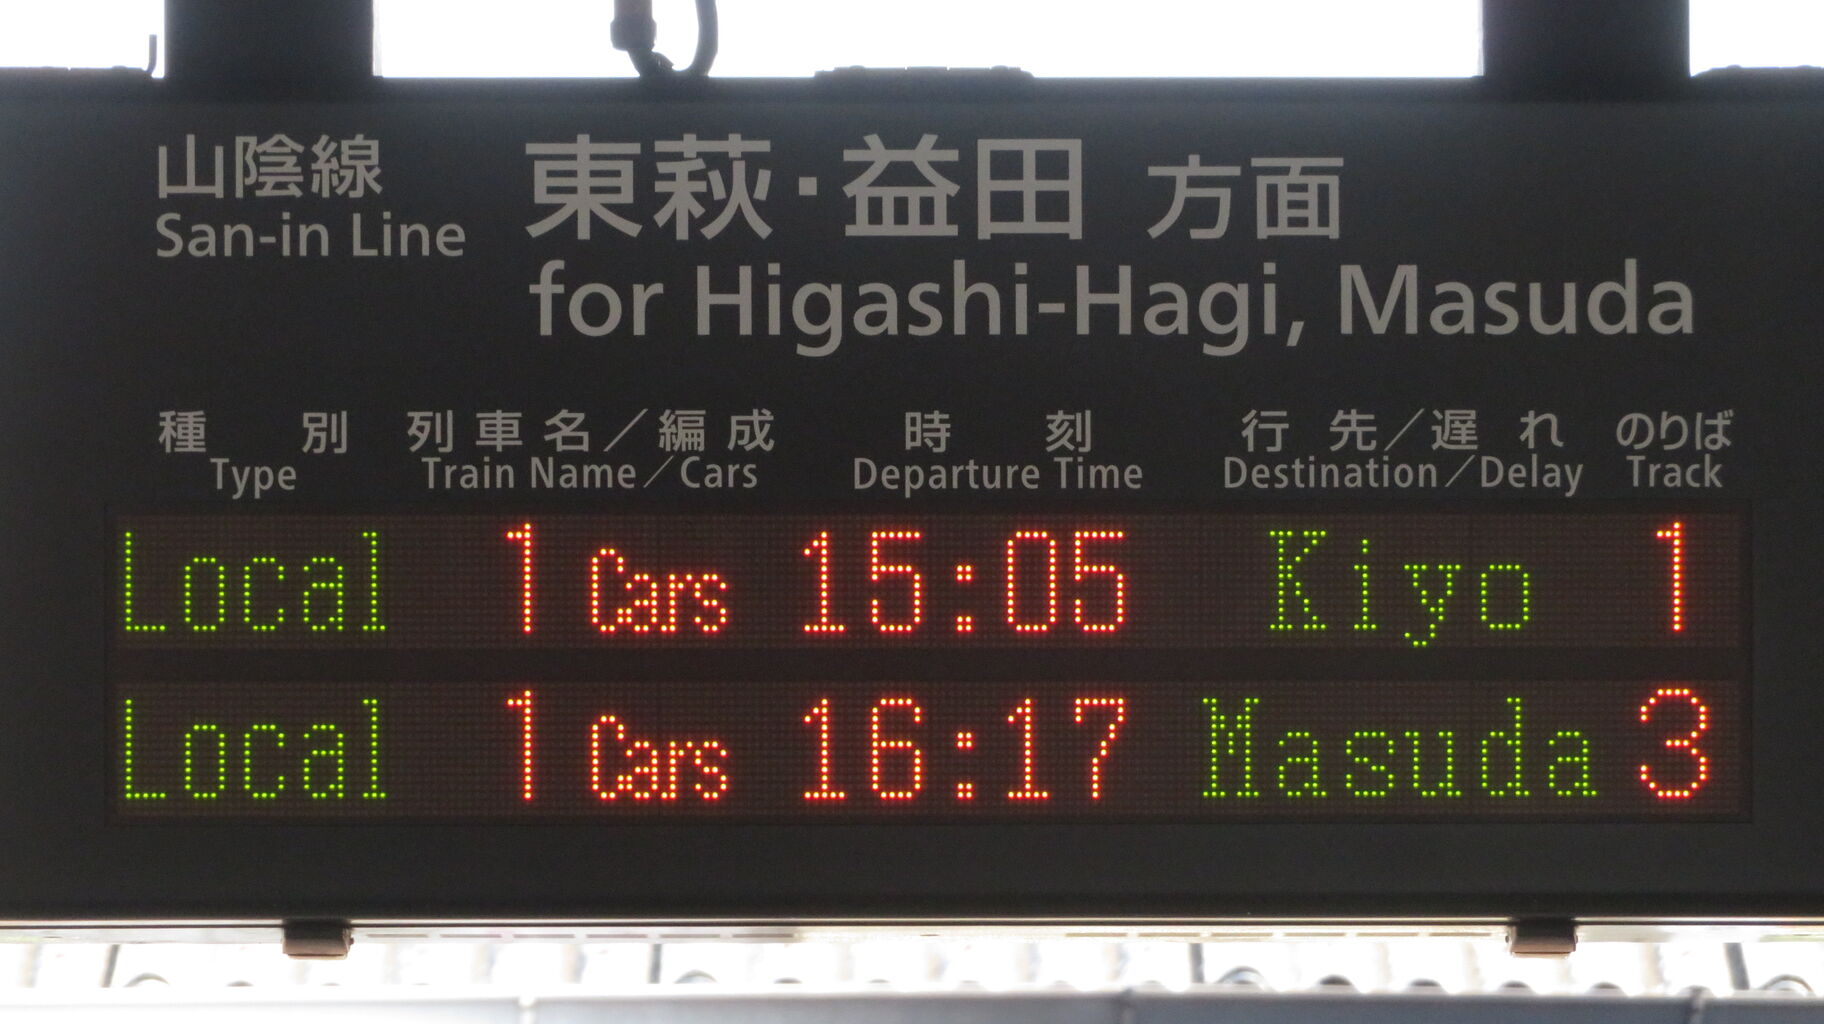 山陰線 東萩・益田 方面
San-in Line for Higashi-Hagi, Masuda
種別 列車名／編成 時刻 行先／遅れ のりば
Type Train Name／Cars Departure Time Destination／Delay Track
Local 1 Cars 15:05 Kiyo 1
Local 1 Cars 16:17 Masuda 3